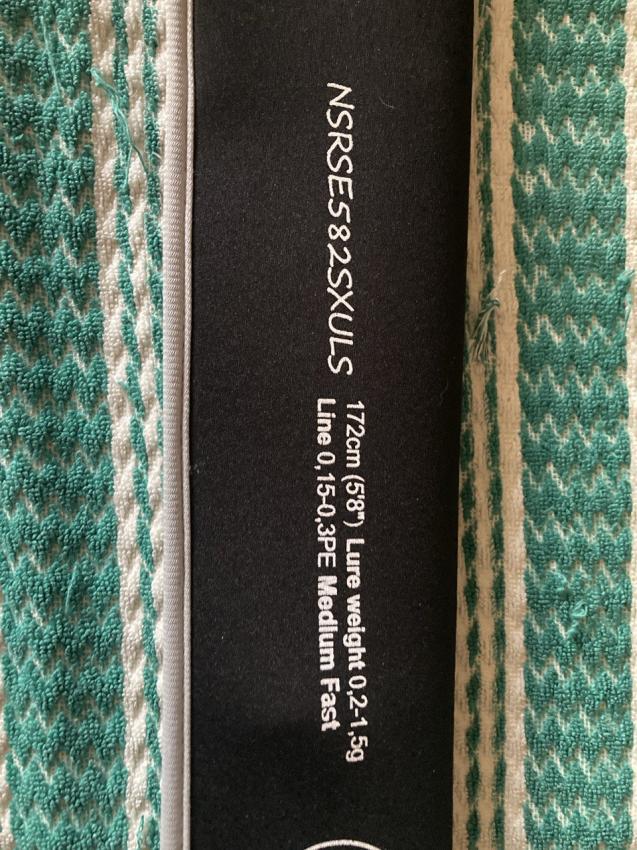 NSRSE582SXULS
172cm (5'8") Lure weight 0,2-1,5g
Line 0,15-0,3PE Medium Fast